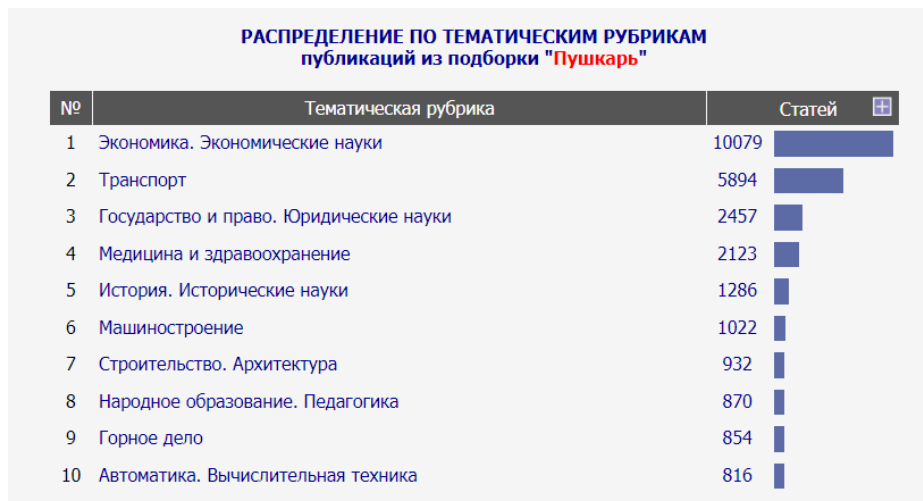 РАСПРЕДЕЛЕНИЕ ПО ТЕМАТИЧЕСКИМ РУБРИКАМ
публикаций из подборки "Пушкарь"
№ Тематическая рубрика Статей
1 Экономика. Экономические науки 10079
2 Транспорт 5894
3 Государство и право. Юридические науки 2457
4 Медицина и здравоохранение 2123
5 История. Исторические науки 1286
6 Машиностроение 1022
7 Строительство. Архитектура 932
8 Народное образование. Педагогика 870
9 Горное дело 854
10 Автоматика. Вычислительная техника 816